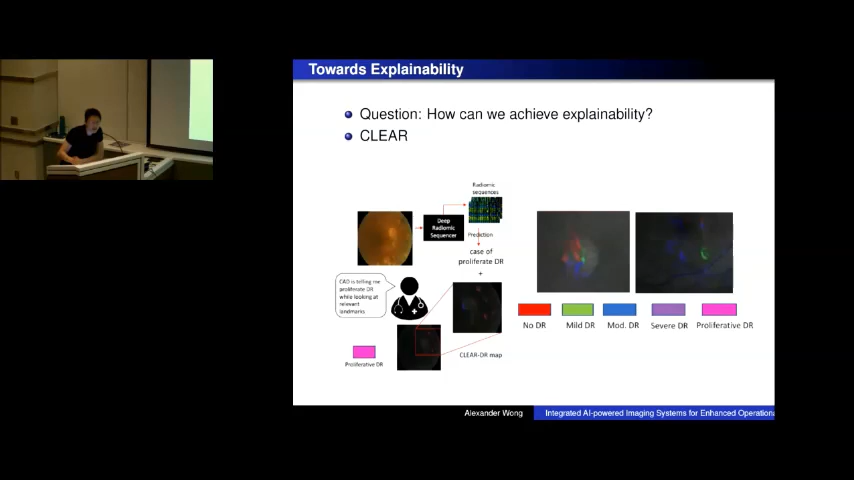 Towards Explainability
Question: How can we achieve explainability?
CLEAR
Radiomic
sequences
Deep
Radiomic
Sequencer
Prediction
case of
proliferate DR
+
CAD is telling me
proliferate DR
while looking at
relevant
landmarks
Proliferative DR
CLEAR-DR map
No DR
Mild DR
Mod. DR
Severe DR
Proliferative DR
Alexander Wong
Integrated AI-powered Imaging Systems for Enhanced Operationa